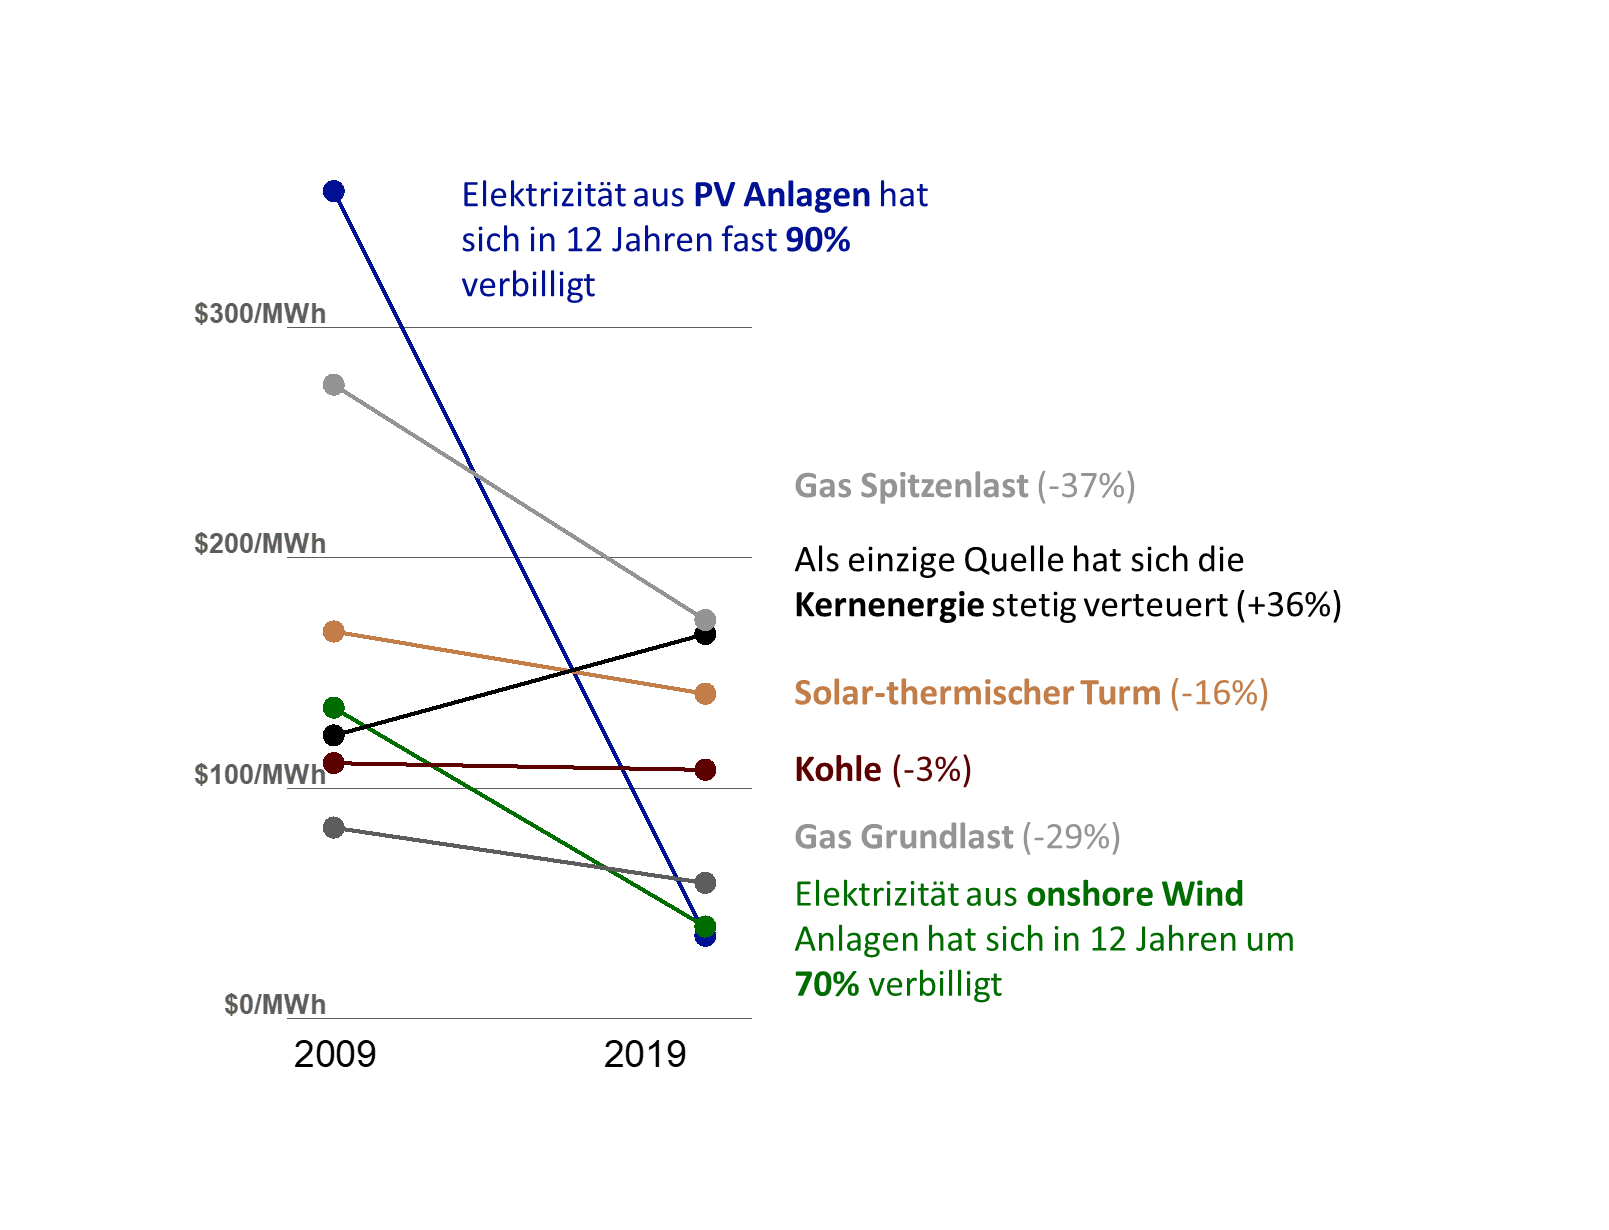 Elektrizität aus PV Anlagen hat
sich in 12 Jahren fast 90%
verbilligt
$300/MWh
Gas Spitzenlast (-37%)
$200/MWh
Als einzige Quelle hat sich die
Kernenergie stetig verteuert (+36%)
Solar-thermischer Turm (-16%)
$100/MWh
Kohle (-3%)
Gas Grundlast (-29%)
Elektrizität aus onshore Wind
Anlagen hat sich in 12 Jahren um
70% verbilligt
$0/MWh
2009 2019